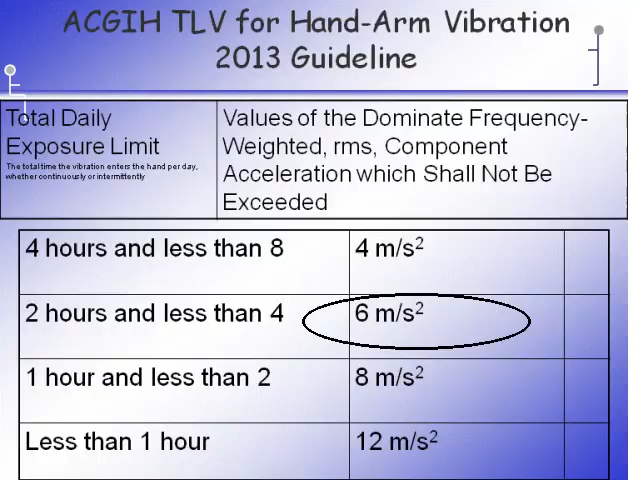 ACGIH TLV for Hand-Arm Vibration
2013 Guideline
Total Daily
Exposure Limit
The total time the vibration enters the hand per day,
whether continuously or intermittently
Values of the Dominate Frequency-
Weighted, rms, Component
Acceleration which Shall Not Be
Exceeded
4 hours and less than 8 4 m/s²
2 hours and less than 4 6 m/s²
1 hour and less than 2 8 m/s²
Less than 1 hour 12 m/s²